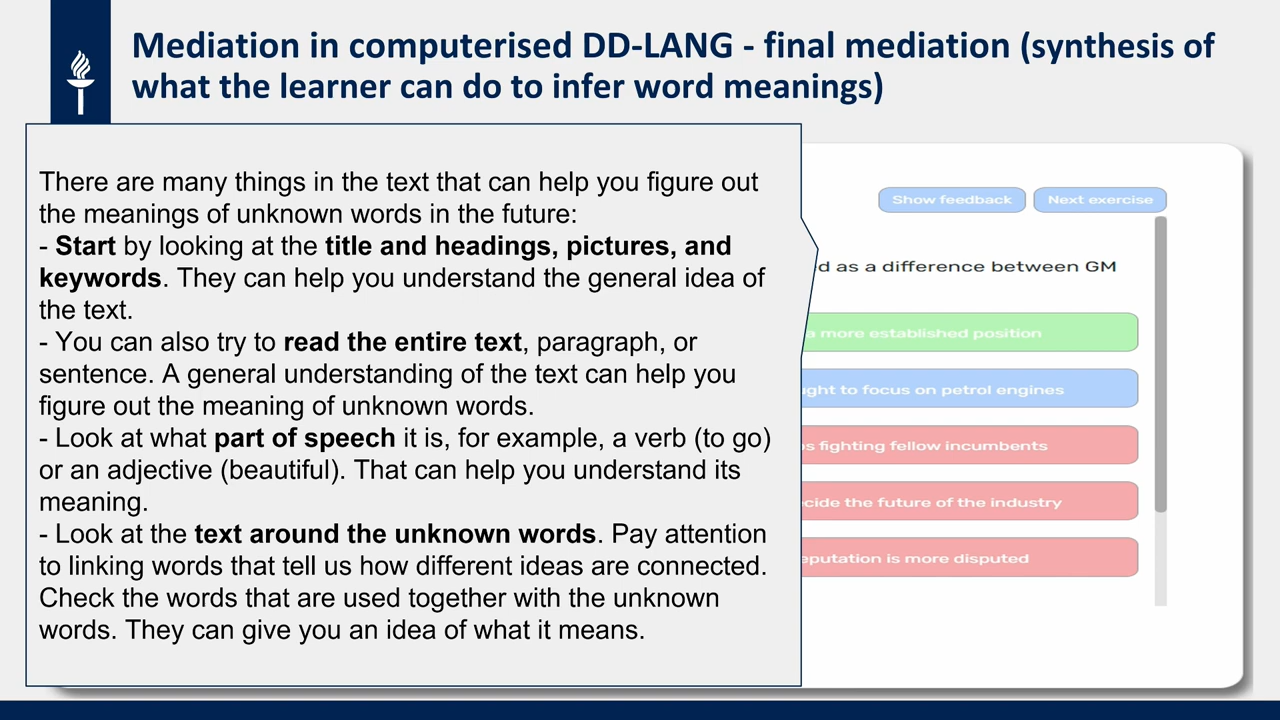 Mediation in computerised DD-LANG - final mediation (synthesis of
what the learner can do to infer word meanings)
There are many things in the text that can help you figure out
the meanings of unknown words in the future:
- Start by looking at the title and headings, pictures, and
keywords. They can help you understand the general idea of
the text.
- You can also try to read the entire text, paragraph, or
sentence. A general understanding of the text can help you
figure out the meaning of unknown words.
- Look at what part of speech it is, for example, a verb (to go)
or an adjective (beautiful). That can help you understand its
meaning.
- Look at the text around the unknown words. Pay attention
to linking words that tell us how different ideas are connected.
Check the words that are used together with the unknown
words. They can give you an idea of what it means.
Show feedback
Next exercise
as a difference between GM
a more established position
to focus on petrol engines
fighting fellow incumbents
the future of the industry
is more disputed